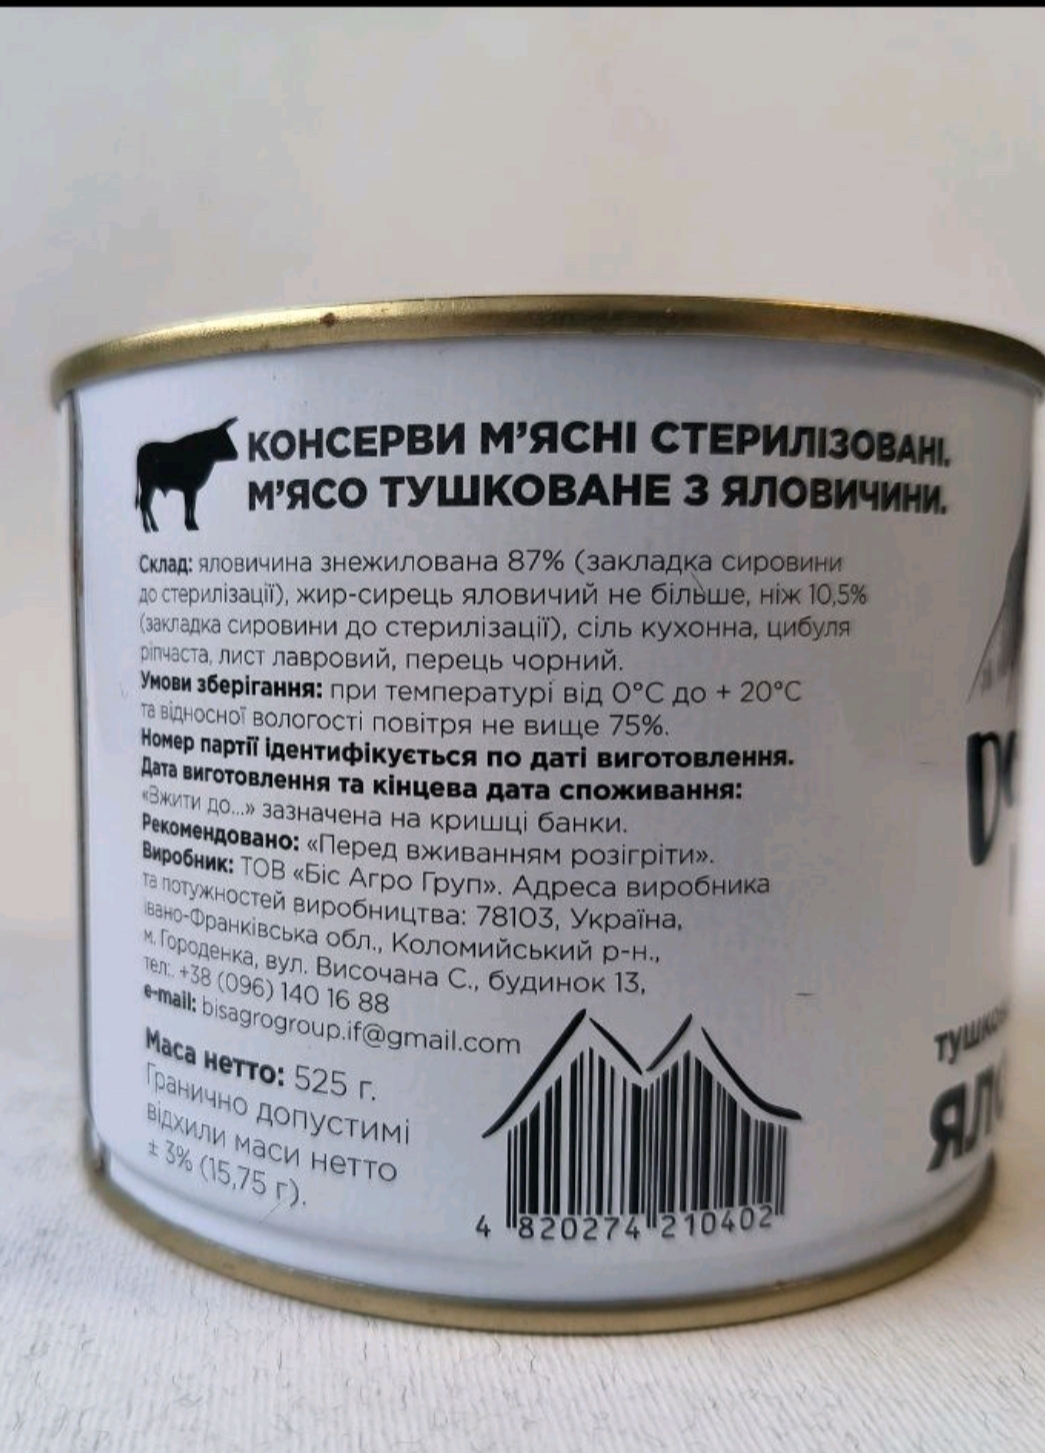 КОНСЕРВИ М'ЯСНІ СТЕРИЛІЗОВАНІ.
М'ЯСО ТУШКОВАНЕ З ЯЛОВИЧИНИ.
Склад: яловичина знежилована 87% (закладка сировини
до стерилізації), жир-сирець яловичий не більше, ніж 10,5%
(закладка сировини до стерилізації), сіль кухонна, цибуля
ріпчаста, лист лавровий, перець чорний.
Умови зберігання: при температурі від 0°С до + 20°С
та відносної вологості повітря не вище 75%.
Номер партії ідентифікується по даті виготовлення.
Дата виготовлення та кінцева дата споживання:
«Вжити до...» зазначена на кришці банки.
Рекомендовано: «Перед вживанням розігріти».
Виробник: ТОВ «Біс Агро Груп». Адреса виробника
та потужностей виробництва: 78103, Україна,
Івано-Франківська обл., Коломийський р-н.,
м. Городенка, вул. Височана С., будинок 13,
тел.: +38 (096) 140 16 88
e-mail: bisagrogroup.if@gmail.com
Маса нетто: 525 г.
Гранично допустимі
відхили маси нетто
± 3% (15,75 г).
4 820274 210402